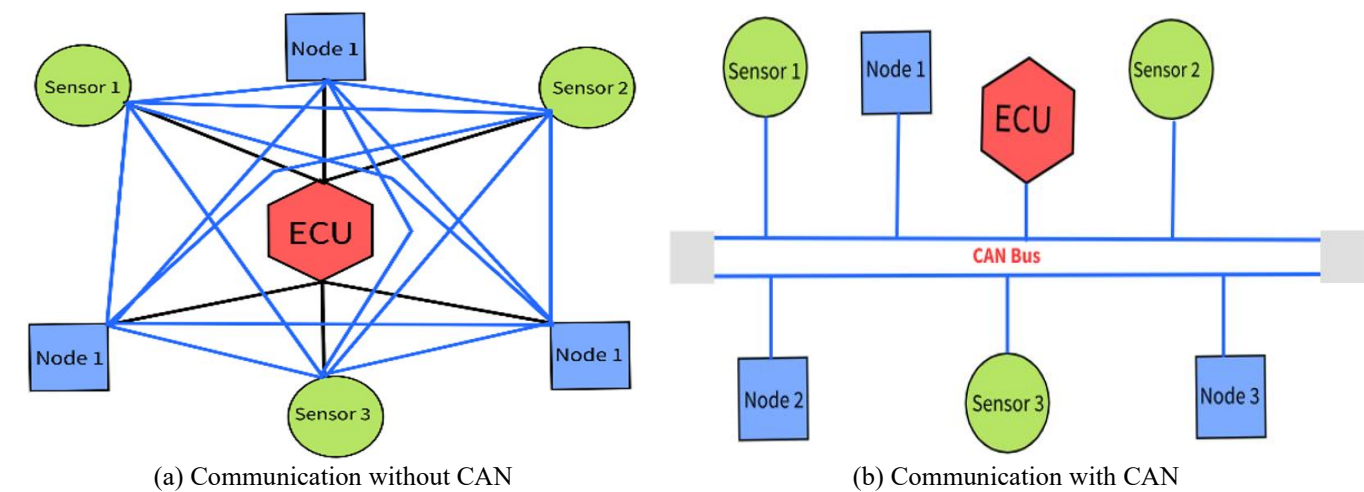 Node 1
Sensor 1
Sensor 2
ECU
Node 1
Node 1
Sensor 3
(a) Communication without CAN
Sensor 1
Node 1
ECU
Sensor 2
CAN Bus
Node 2
Sensor 3
Node 3
(b) Communication with CAN